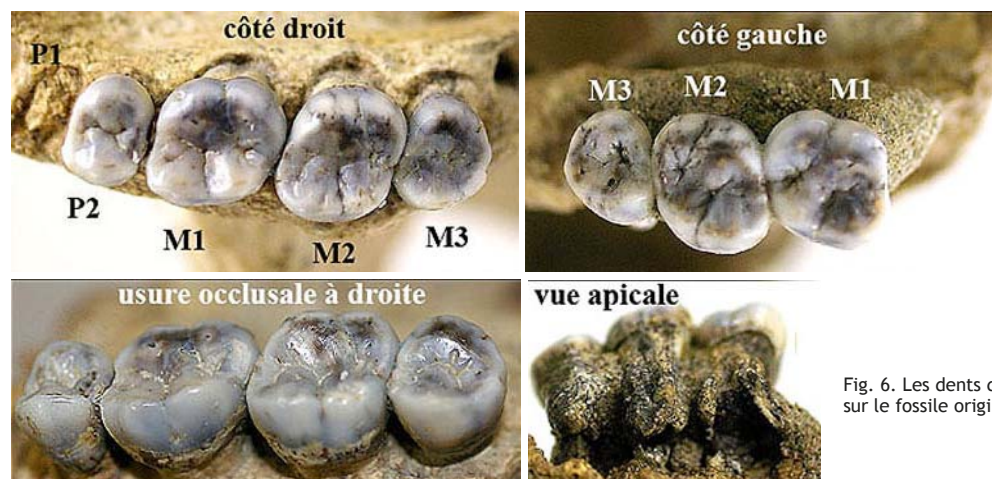 côté droit
P1
P2
M1
M2
M3
côté gauche
M3
M2
M1
usure occlusale à droite
vue apicale
Fig. 6. Les dents
sur le fossile